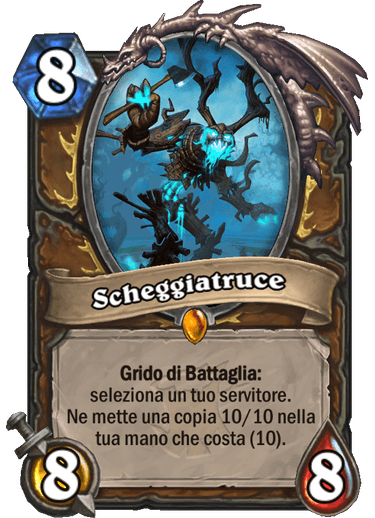 8
Scheggiatruce
Grido di Battaglia:
seleziona un tuo servitore.
Ne mette una copia 10/10 nella
tua mano che costa (10).
8
8